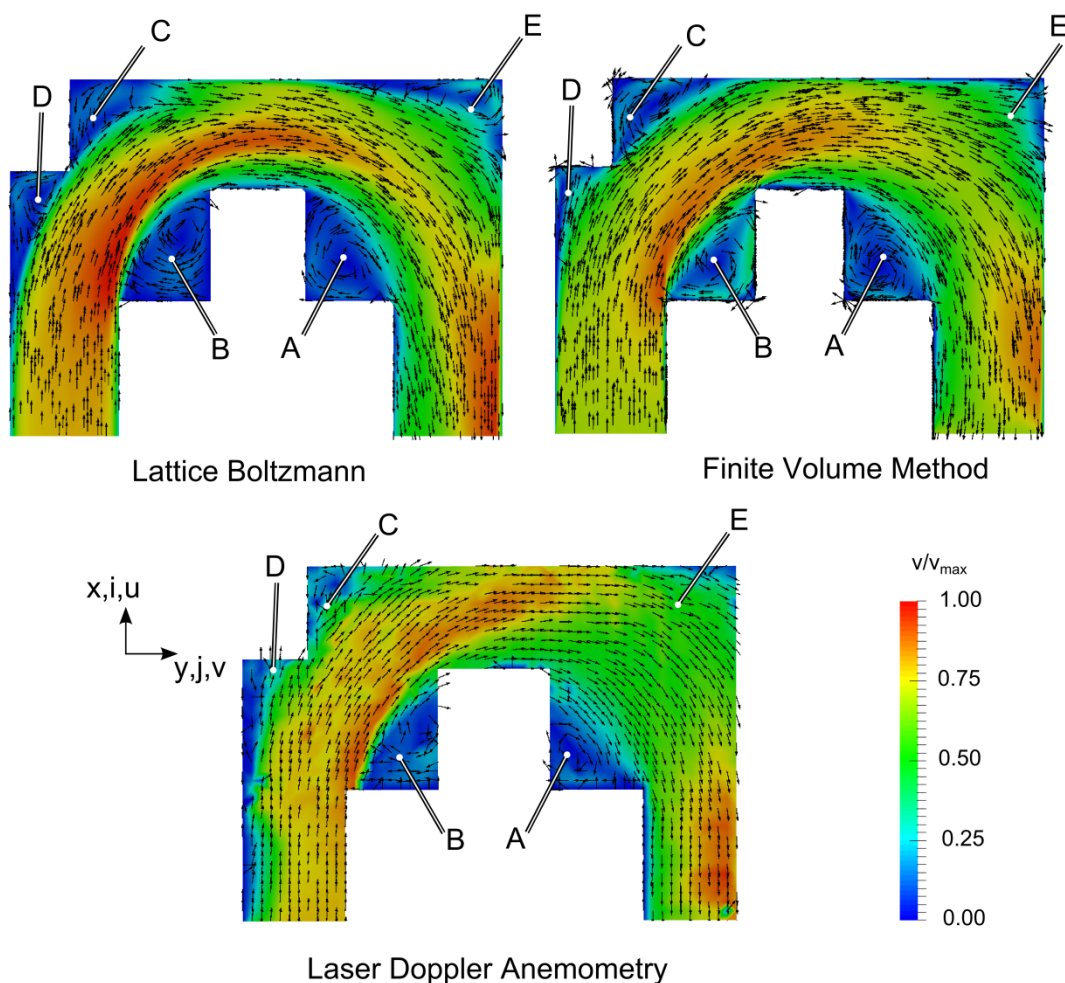 C
E
D
B
A
Lattice Boltzmann
C
E
D
B
A
Finite Volume Method
C
E
D
x,i,u
y,j,v
B
A
Laser Doppler Anemometry
v/vmax
1.00
0.75
0.50
0.25
0.00